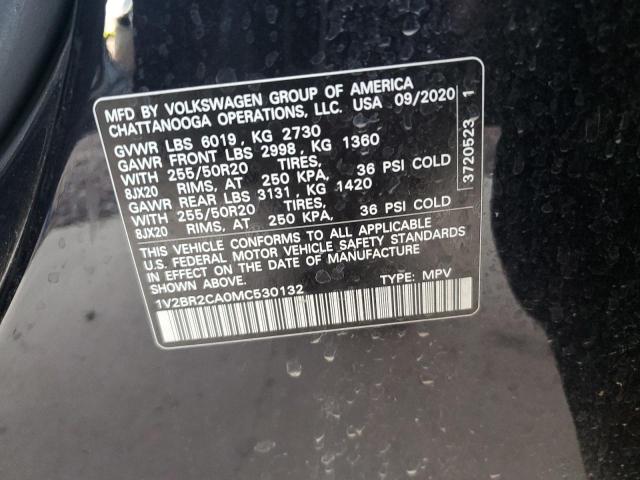 MFD BY VOLKSWAGEN GROUP OF AMERICA
CHATTANOOGA OPERATIONS, LLC. USA 09/2020
GVWR LBS 6019, KG 2730
GAWR FRONT LBS 2998, KG 1360
WITH 255/50R20 TIRES,
8JX20 RIMS, AT 250 KPA, 36 PSI COLD
GAWR REAR LBS 3131, KG 1420
WITH 255/50R20 TIRES,
8JX20 RIMS, AT 250 KPA, 36 PSI COLD
THIS VEHICLE CONFORMS TO ALL APPLICABLE
U.S. FEDERAL MOTOR VEHICLE SAFETY STANDARDS
IN EFFECT ON THE DATE OF MANUFACTURE
SHOWN ABOVE.
1V2BR2CA0MC530132 TYPE: MPV
3720523 1